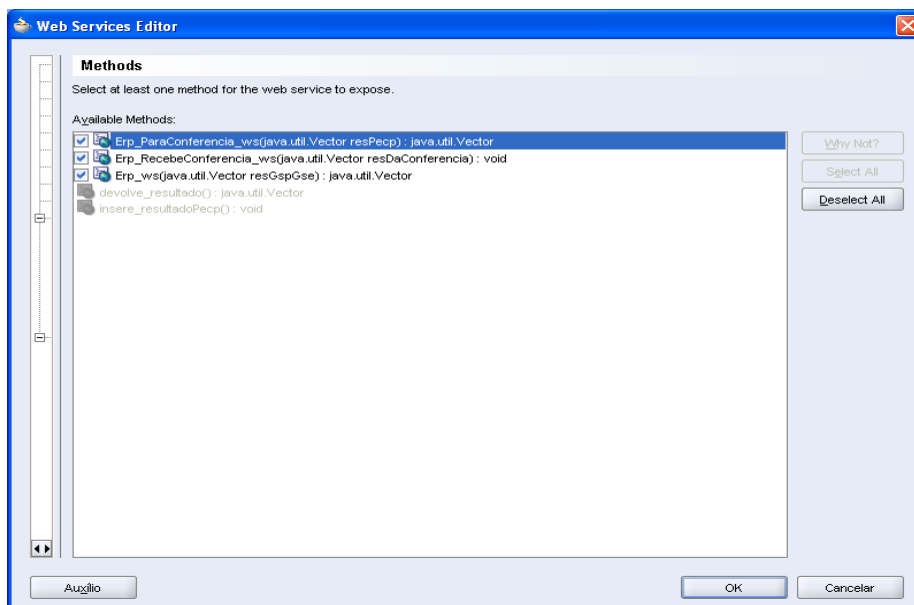 Web Services Editor
Methods
Select at least one method for the web service to expose.
Available Methods:
Erp_ParaConferencia_ws(java.util.Vector resPecp) : java.util.Vector
Erp_RecebeConferencia_ws(java.util.Vector resDaConferencia) : void
Erp_ws(java.util.Vector resGspGse) : java.util.Vector
devolve_resultado() : java.util.Vector
insere_resultadoPecp() : void
Why Not?
Select All
Deselect All
Auxílio
OK
Cancelar